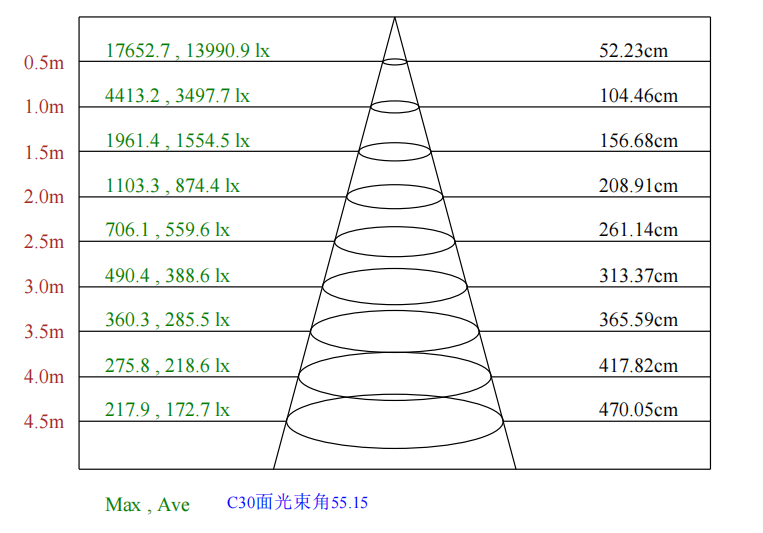 17652.7 , 13990.9 lx 52.23cm
0.5m
4413.2 , 3497.7 lx 104.46cm
1.0m
1961.4 , 1554.5 lx 156.68cm
1.5m
1103.3 , 874.4 lx 208.91cm
2.0m
706.1 , 559.6 lx 261.14cm
2.5m
490.4 , 388.6 lx 313.37cm
3.0m
360.3 , 285.5 lx 365.59cm
3.5m
275.8 , 218.6 lx 417.82cm
4.0m
217.9 , 172.7 lx 470.05cm
4.5m
Max , Ave C30面光束角55.15